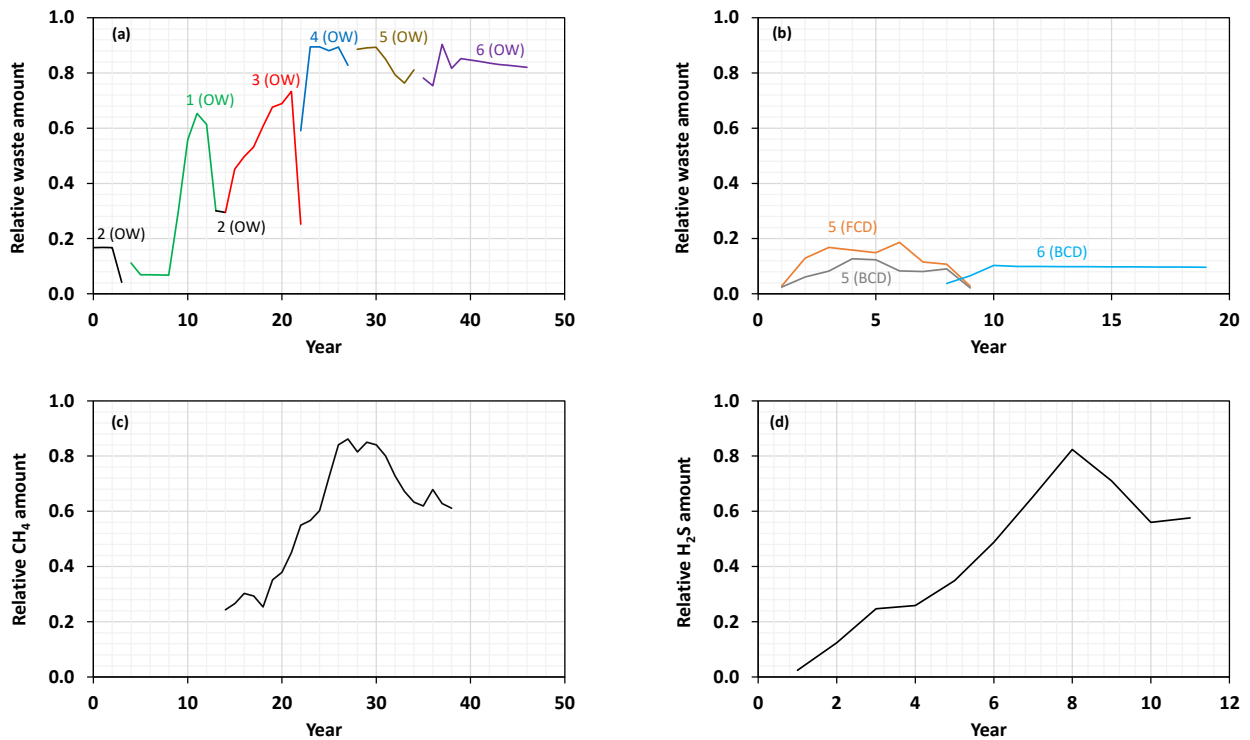 (a)
Relative waste amount
1.0
0.8
0.6
0.4
0.2
0.0
2 (OW)
1 (OW)
2 (OW)
3 (OW)
4 (OW)
5 (OW)
6 (OW)
0 10 20 30 40 50
Year
(b)
Relative waste amount
1.0
0.8
0.6
0.4
0.2
0.0
5 (FCD)
5 (BCD)
6 (BCD)
0 5 10 15 20
Year
(c)
Relative CH4 amount
1.0
0.8
0.6
0.4
0.2
0.0
0 10 20 30 40 50
Year
(d)
Relative H2S amount
1.0
0.8
0.6
0.4
0.2
0.0
0 2 4 6 8 10 12
Year